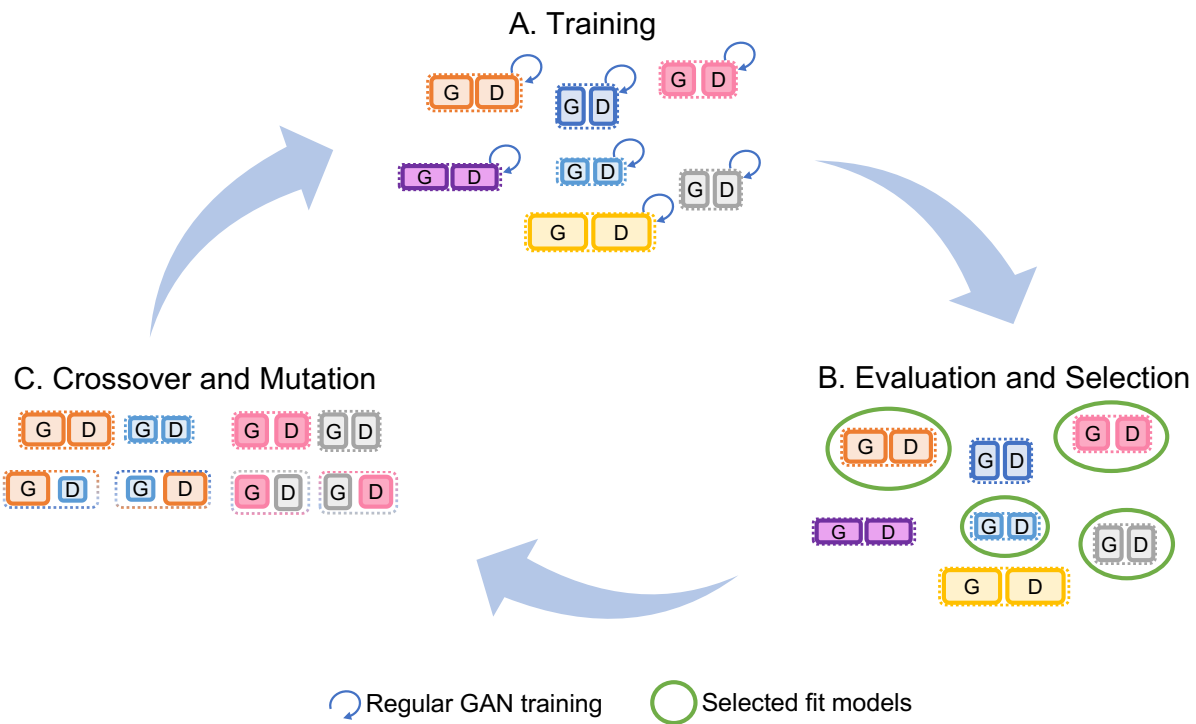 A. Training
G D
G D
G D
G D
G D
G D
G D
C. Crossover and Mutation
G D G D G D G D
G D G D G D G D
B. Evaluation and Selection
G D
G D
G D
G D
G D
G D
G D
Regular GAN training
Selected fit models